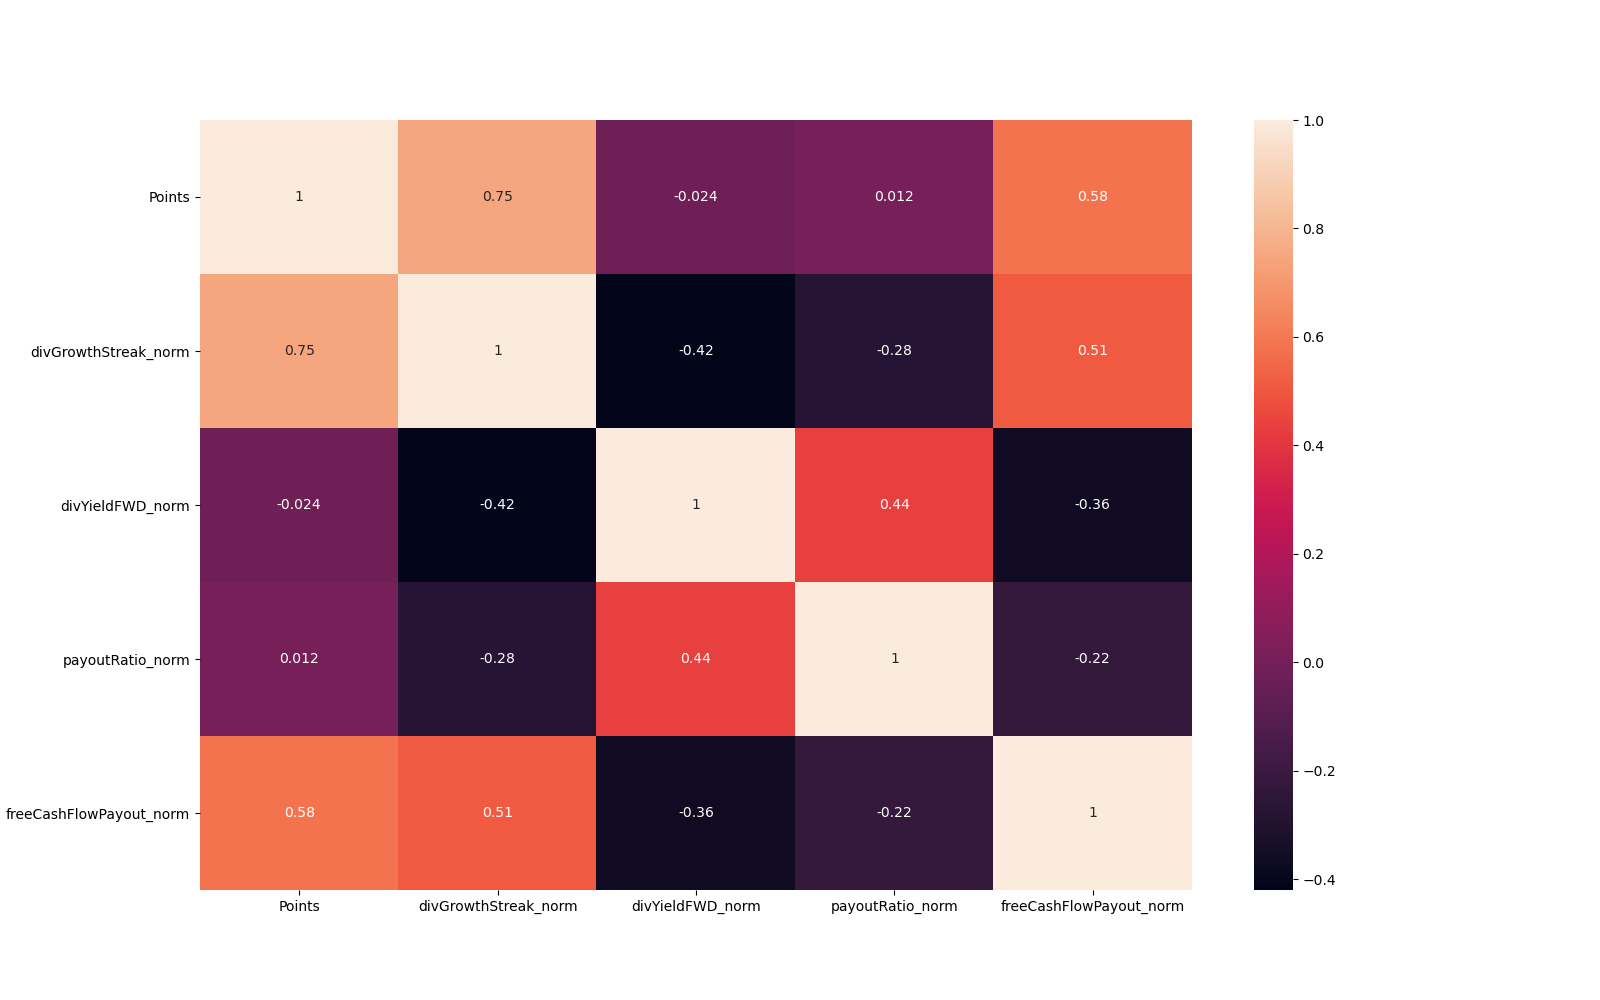 Points 1 0.75 -0.024 0.012 0.58
divGrowthStreak_norm 0.75 1 -0.42 -0.28 0.51
divYieldFWD_norm -0.024 -0.42 1 0.44 -0.36
payoutRatio_norm 0.012 -0.28 0.44 1 -0.22
freeCashFlowPayout_norm 0.58 0.51 -0.36 -0.22 1
Points divGrowthStreak_norm divYieldFWD_norm payoutRatio_norm freeCashFlowPayout_norm
1.0
0.8
0.6
0.4
0.2
0.0
−0.2
−0.4